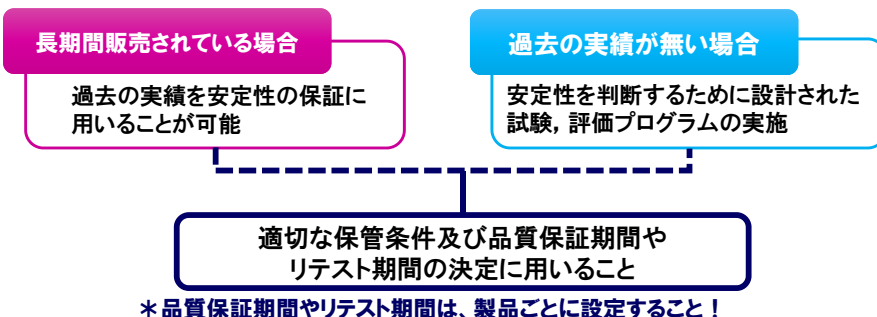 長期間販売されている場合
過去の実績を安定性の保証に
用いることが可能
過去の実績が無い場合
安定性を判断するために設計された
試験，評価プログラムの実施
適切な保管条件及び品質保証期間や
リテスト期間の決定に用いること
＊品質保証期間やリテスト期間は、製品ごとに設定すること！